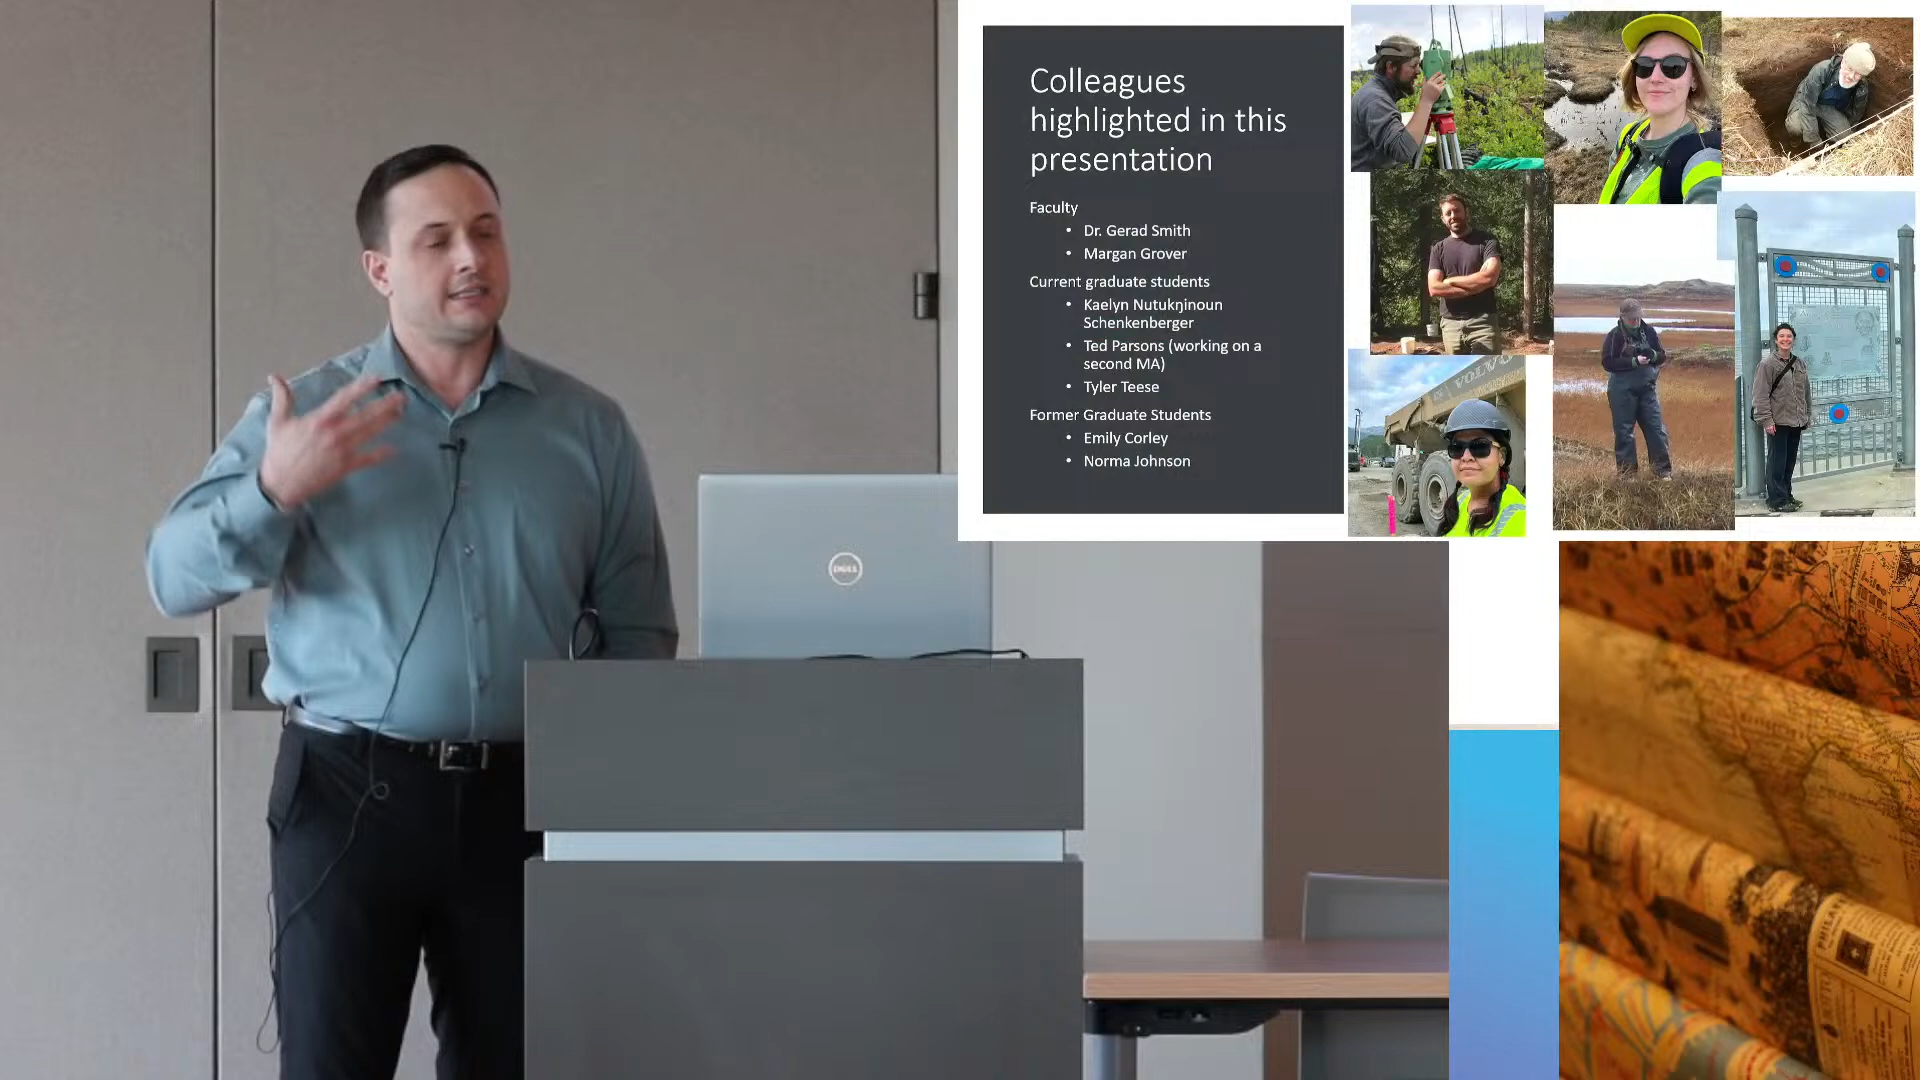 Colleagues
highlighted in this
presentation
Faculty
• Dr. Gerad Smith
• Margan Grover
Current graduate students
• Kaelyn Nutukŋinoun
Schenkenberger
• Ted Parsons (working on a
second MA)
• Tyler Teese
Former Graduate Students
• Emily Corley
• Norma Johnson
VOLVO
DELL